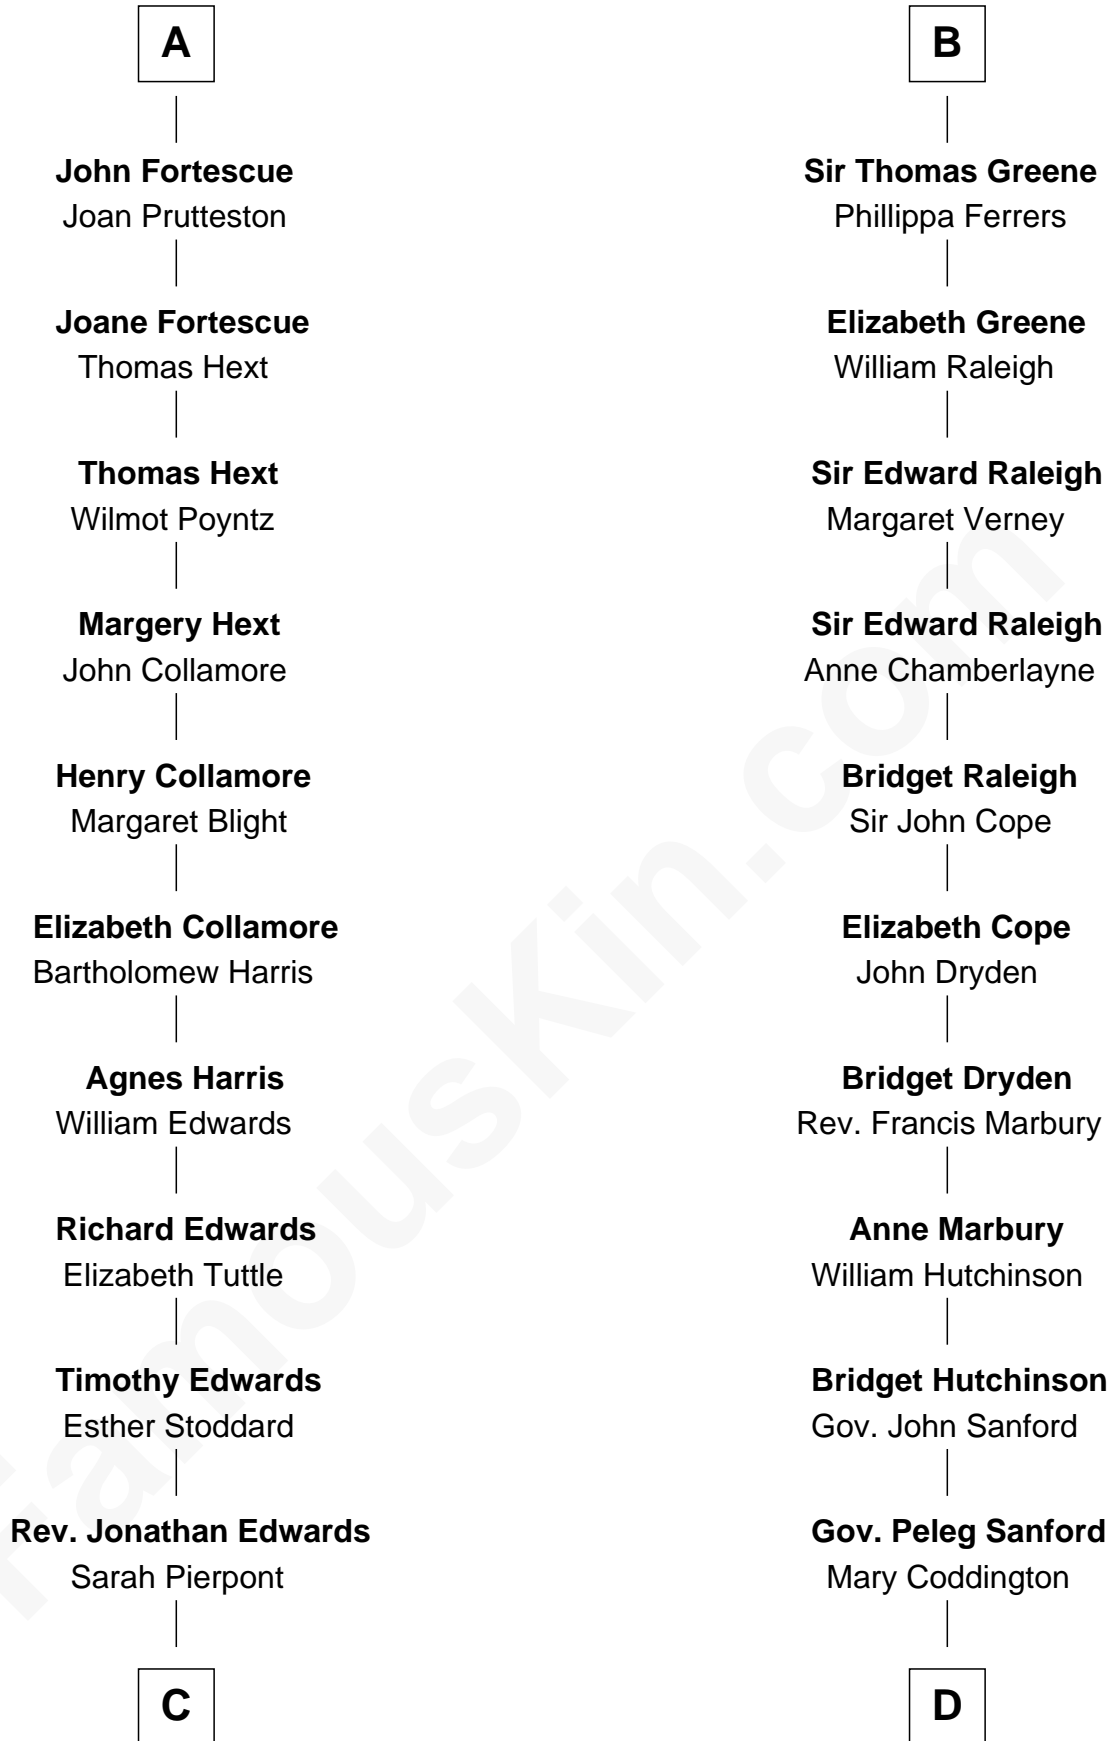 A
John Fortescue
Joan Prutteston
Joane Fortescue
Thomas Hext
Thomas Hext
Wilmot Poyntz
Margery Hext
John Collamore
Henry Collamore
Margaret Blight
Elizabeth Collamore
Bartholomew Harris
Agnes Harris
William Edwards
Richard Edwards
Elizabeth Tuttle
Timothy Edwards
Esther Stoddard
Rev. Jonathan Edwards
Sarah Pierpont
C
B
Sir Thomas Greene
Phillippa Ferrers
Elizabeth Greene
William Raleigh
Sir Edward Raleigh
Margaret Verney
Sir Edward Raleigh
Anne Chamberlayne
Bridget Raleigh
Sir John Cope
Elizabeth Cope
John Dryden
Bridget Dryden
Rev. Francis Marbury
Anne Marbury
William Hutchinson
Bridget Hutchinson
Gov. John Sanford
Gov. Peleg Sanford
Mary Coddington
D
FamousKin.com